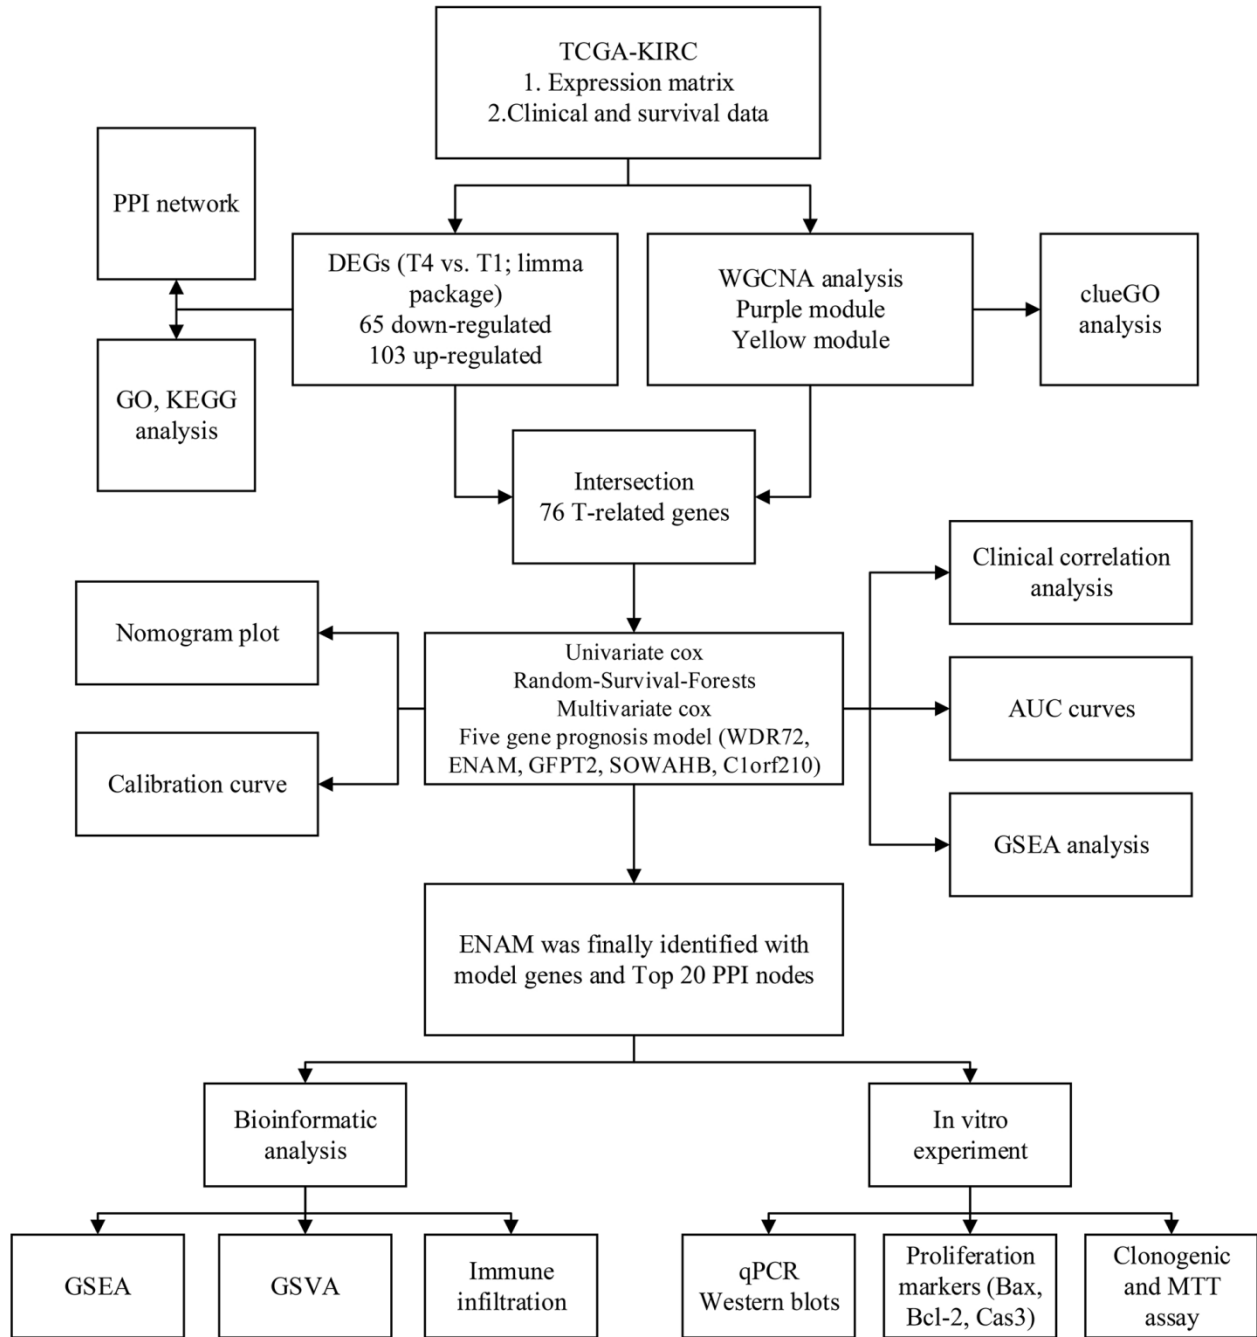 TCGA-KIRC
1. Expression matrix
2.Clinical and survival data
PPI network
DEGs (T4 vs. T1; limma
package)
65 down-regulated
103 up-regulated
WGCNA analysis
Purple module
Yellow module
clueGO
analysis
GO, KEGG
analysis
Intersection
76 T-related genes
Clinical correlation
analysis
Nomogram plot
Univariate cox
Random-Survival-Forests
Multivariate cox
Five gene prognosis model (WDR72,
ENAM, GFPT2, SOWAHB, C1orf210)
AUC curves
Calibration curve
GSEA analysis
ENAM was finally identified with
model genes and Top 20 PPI nodes
Bioinformatic
analysis
In vitro
experiment
GSEA
GSVA
Immune
infiltration
qPCR
Western blots
Proliferation
markers (Bax,
Bcl-2, Cas3)
Clonogenic
and MTT
assay